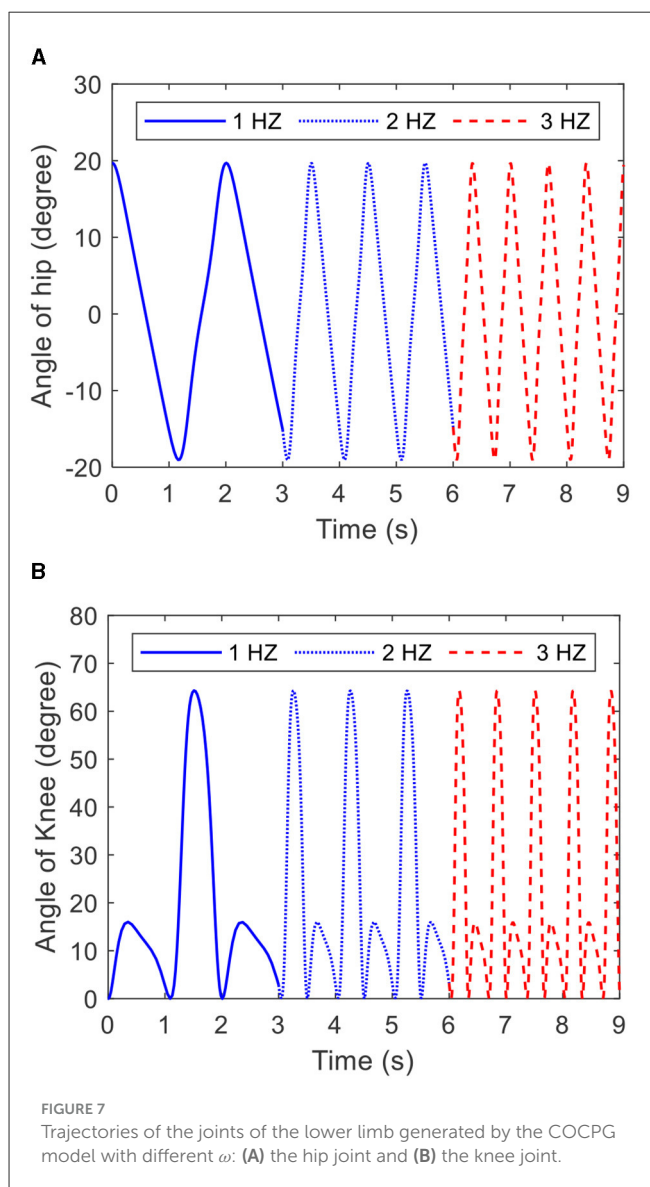 A
30
20
10
0
-10
-20
Angle of hip (degree)
1 HZ 2 HZ 3 HZ
0 1 2 3 4 5 6 7 8 9
Time (s)
B
80
70
60
50
40
30
20
10
0
Angle of Knee (degree)
1 HZ 2 HZ 3 HZ
0 1 2 3 4 5 6 7 8 9
Time (s)
FIGURE 7
Trajectories of the joints of the lower limb generated by the COCPG
model with different ω: (A) the hip joint and (B) the knee joint.